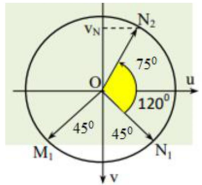 v_N N₂
75⁰
O u
120⁰
45⁰ 45⁰
M₁ N₁
v